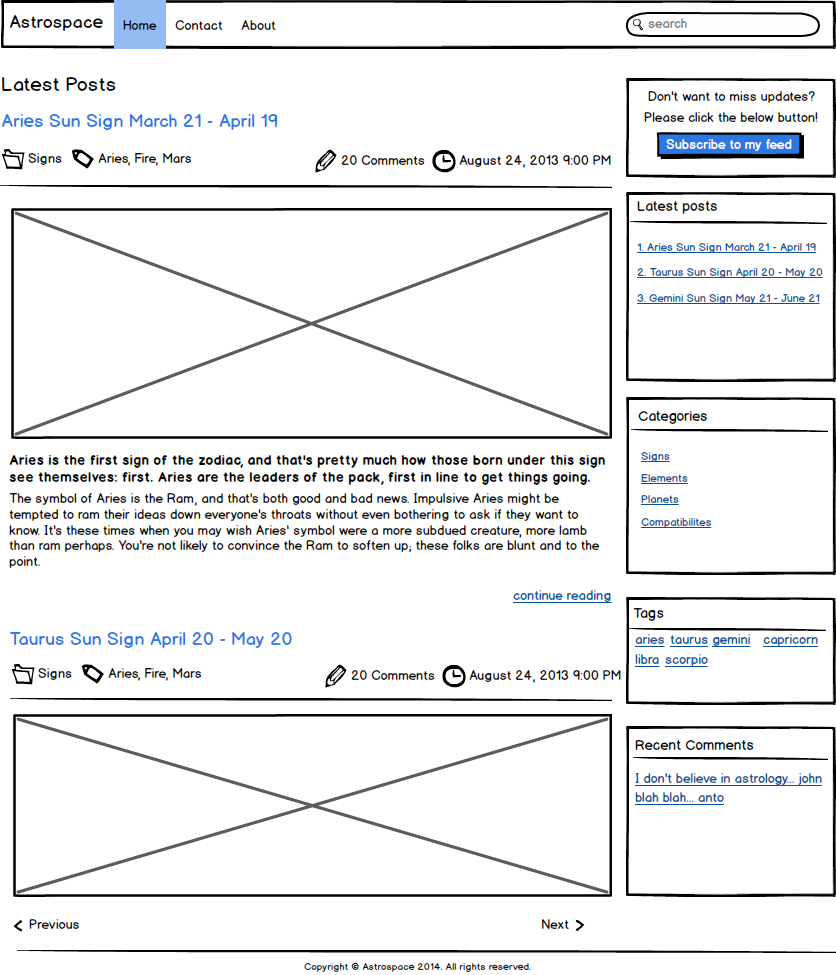 Astrospace Home Contact About search
Latest Posts
Aries Sun Sign March 21 - April 19
Signs Aries, Fire, Mars 20 Comments August 24, 2013 9:00 PM
Aries is the first sign of the zodiac, and that's pretty much how those born under this sign
see themselves: first. Aries are the leaders of the pack, first in line to get things going.
The symbol of Aries is the Ram, and that's both good and bad news. Impulsive Aries might be
tempted to ram their ideas down everyone's throats without even bothering to ask if they want to
know. It's these times when you may wish Aries' symbol were a more subdued creature, more lamb
than ram perhaps. You're not likely to convince the Ram to soften up; these folks are blunt and to the
point.
continue reading
Taurus Sun Sign April 20 - May 20
Signs Aries, Fire, Mars 20 Comments August 24, 2013 9:00 PM
Previous Next
Don't want to miss updates?
Please click the below button!
Subscribe to my feed
Latest posts
1. Aries Sun Sign March 21 - April 19
2. Taurus Sun Sign April 20 - May 20
3. Gemini Sun Sign May 21 - June 21
Categories
Signs
Elements
Planets
Compatibilites
Tags
aries taurus gemini capricorn
libra scorpio
Recent Comments
I don't believe in astrology... john
blah blah... anto
Copyright © Astrospace 2014. All rights reserved.